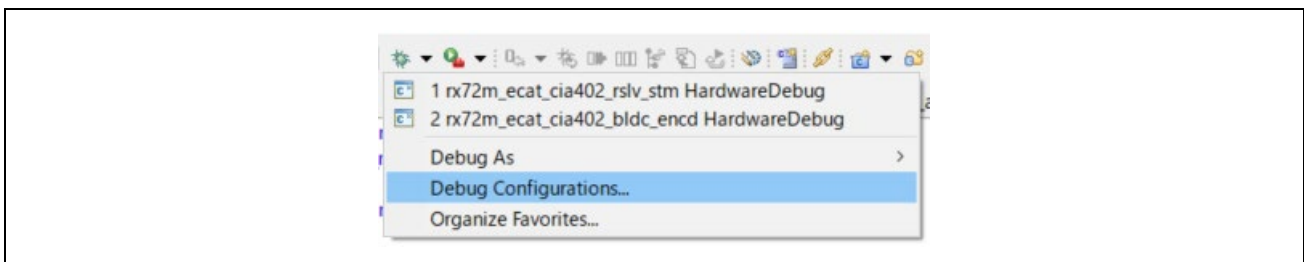 1 rx72m_ecat_cia402_rslv_stm HardwareDebug
2 rx72m_ecat_cia402_bldc_encd HardwareDebug
Debug As
Debug Configurations...
Organize Favorites...